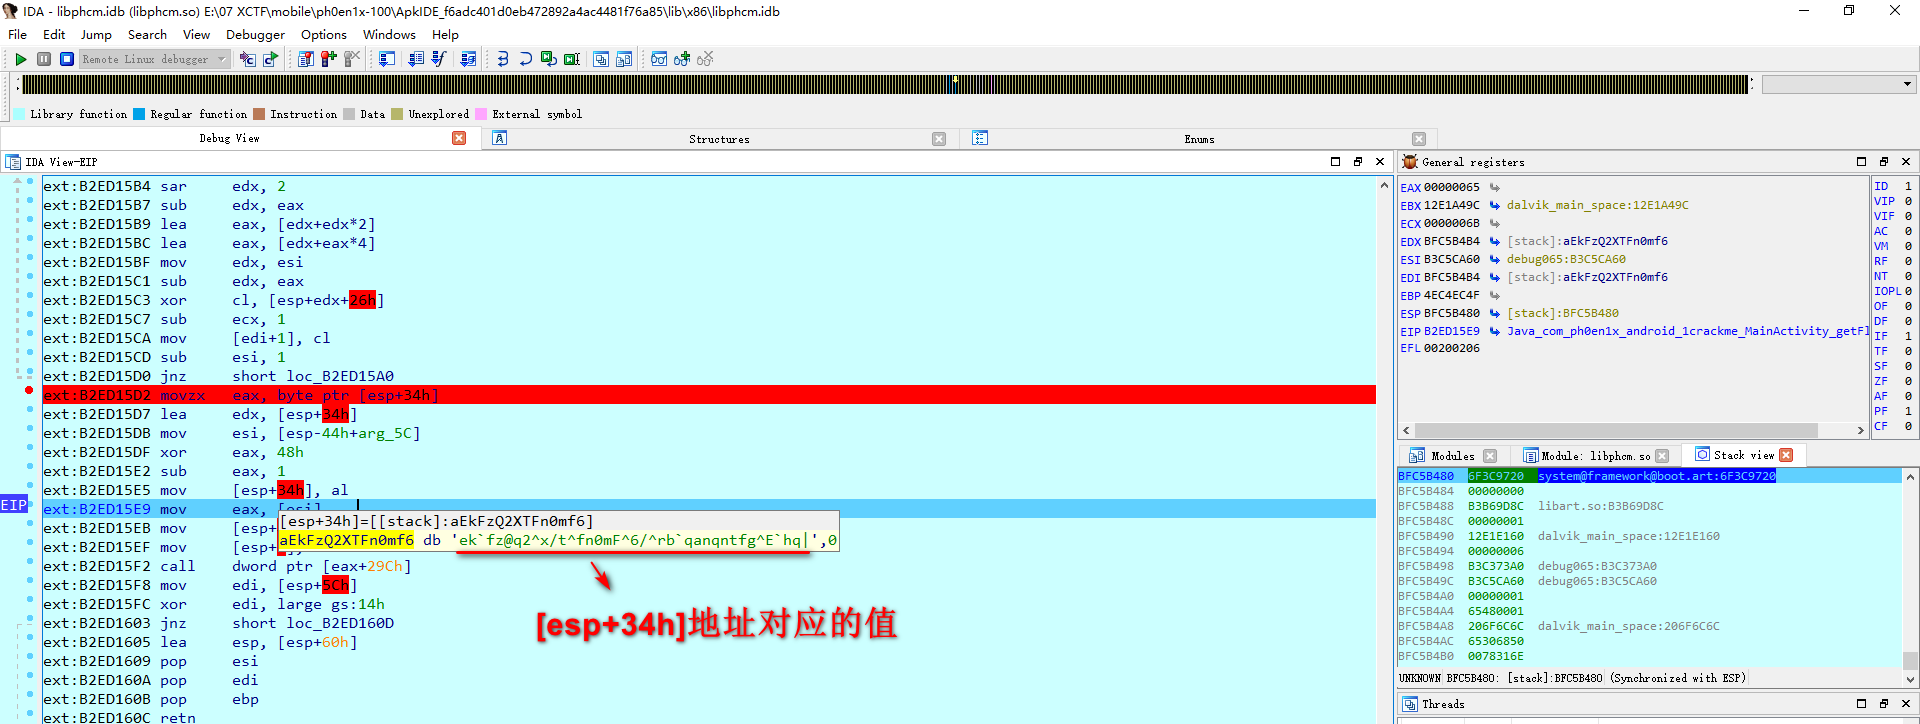 IDA - libphcm.idb (libphcm.so) E:\07 XCTF\mobile\ph0en1x-100\ApkIDE_f6adc401d0eb472892a4ac4481f76a85\lib\x86\libphcm.idb
File Edit Jump Search View Debugger Options Windows Help
Remote Linux debugger
Library function Regular function Instruction Data Unexplored External symbol
Debug View Structures Enums
IDA View-EIP
ext:B2ED15B4 sar edx, 2
ext:B2ED15B7 sub edx, eax
ext:B2ED15B9 lea eax, [edx+edx*2]
ext:B2ED15BC lea eax, [edx+eax*4]
ext:B2ED15BF mov edx, esi
ext:B2ED15C1 sub edx, eax
ext:B2ED15C3 xor cl, [esp+edx+26h]
ext:B2ED15C7 sub ecx, 1
ext:B2ED15CA mov [edi+1], cl
ext:B2ED15CD sub esi, 1
ext:B2ED15D0 jnz short loc_B2ED15A0
ext:B2ED15D2 movzx eax, byte ptr [esp+34h]
ext:B2ED15D7 lea edx, [esp+34h]
ext:B2ED15DB mov esi, [esp-44h+arg_5C]
ext:B2ED15DF xor eax, 48h
ext:B2ED15E2 sub eax, 1
ext:B2ED15E5 mov [esp+34h], al
EIP ext:B2ED15E9 mov eax, [esi]
[esp+34h]=[[stack]:aEkFzQ2XTFn0mf6]
aEkFzQ2XTFn0mf6 db 'ek`fz@q2^x/t^fn0mF^6/^rb`qanqntfg^E`hq|',0
ext:B2ED15EB mov [esp+
ext:B2ED15EF mov [esp+
ext:B2ED15F2 call dword ptr [eax+29Ch]
ext:B2ED15F8 mov edi, [esp+5Ch]
ext:B2ED15FC xor edi, large gs:14h
ext:B2ED1603 jnz short loc_B2ED160D
ext:B2ED1605 lea esp, [esp+60h]
ext:B2ED1609 pop esi
ext:B2ED160A pop edi
ext:B2ED160B pop ebp
ext:B2ED160C retn
[esp+34h]地址对应的值
General registers
EAX 00000065
EBX 12E1A49C dalvik_main_space:12E1A49C
ECX 0000006B
EDX BFC5B4B4 [stack]:aEkFzQ2XTFn0mf6
ESI B3C5CA60 debug065:B3C5CA60
EDI BFC5B4B4 [stack]:aEkFzQ2XTFn0mf6
EBP 4EC4EC4F
ESP BFC5B480 [stack]:BFC5B480
EIP B2ED15E9 Java_com_ph0en1x_android_1crackme_MainActivity_getFl
EFL 00200206
ID 1
VIP 0
VIF 0
AC 0
VM 0
RF 0
NT 0
IOPL 0
OF 0
DF 0
IF 1
TF 0
SF 0
ZF 0
AF 0
PF 1
CF 0
Modules Module: libphcm.so Stack view
BFC5B480 6F3C9720 system@framework@boot.art:6F3C9720
BFC5B484 00000000
BFC5B488 B3B69D8C libart.so:B3B69D8C
BFC5B48C 00000001
BFC5B490 12E1E160 dalvik_main_space:12E1E160
BFC5B494 00000006
BFC5B498 B3C373A0 debug065:B3C373A0
BFC5B49C B3C5CA60 debug065:B3C5CA60
BFC5B4A0 00000001
BFC5B4A4 65480001
BFC5B4A8 206F6C6C dalvik_main_space:206F6C6C
BFC5B4AC 65306850
BFC5B4B0 0078316E
UNKNOWN BFC5B480: [stack]:BFC5B480 (Synchronized with ESP)
Threads